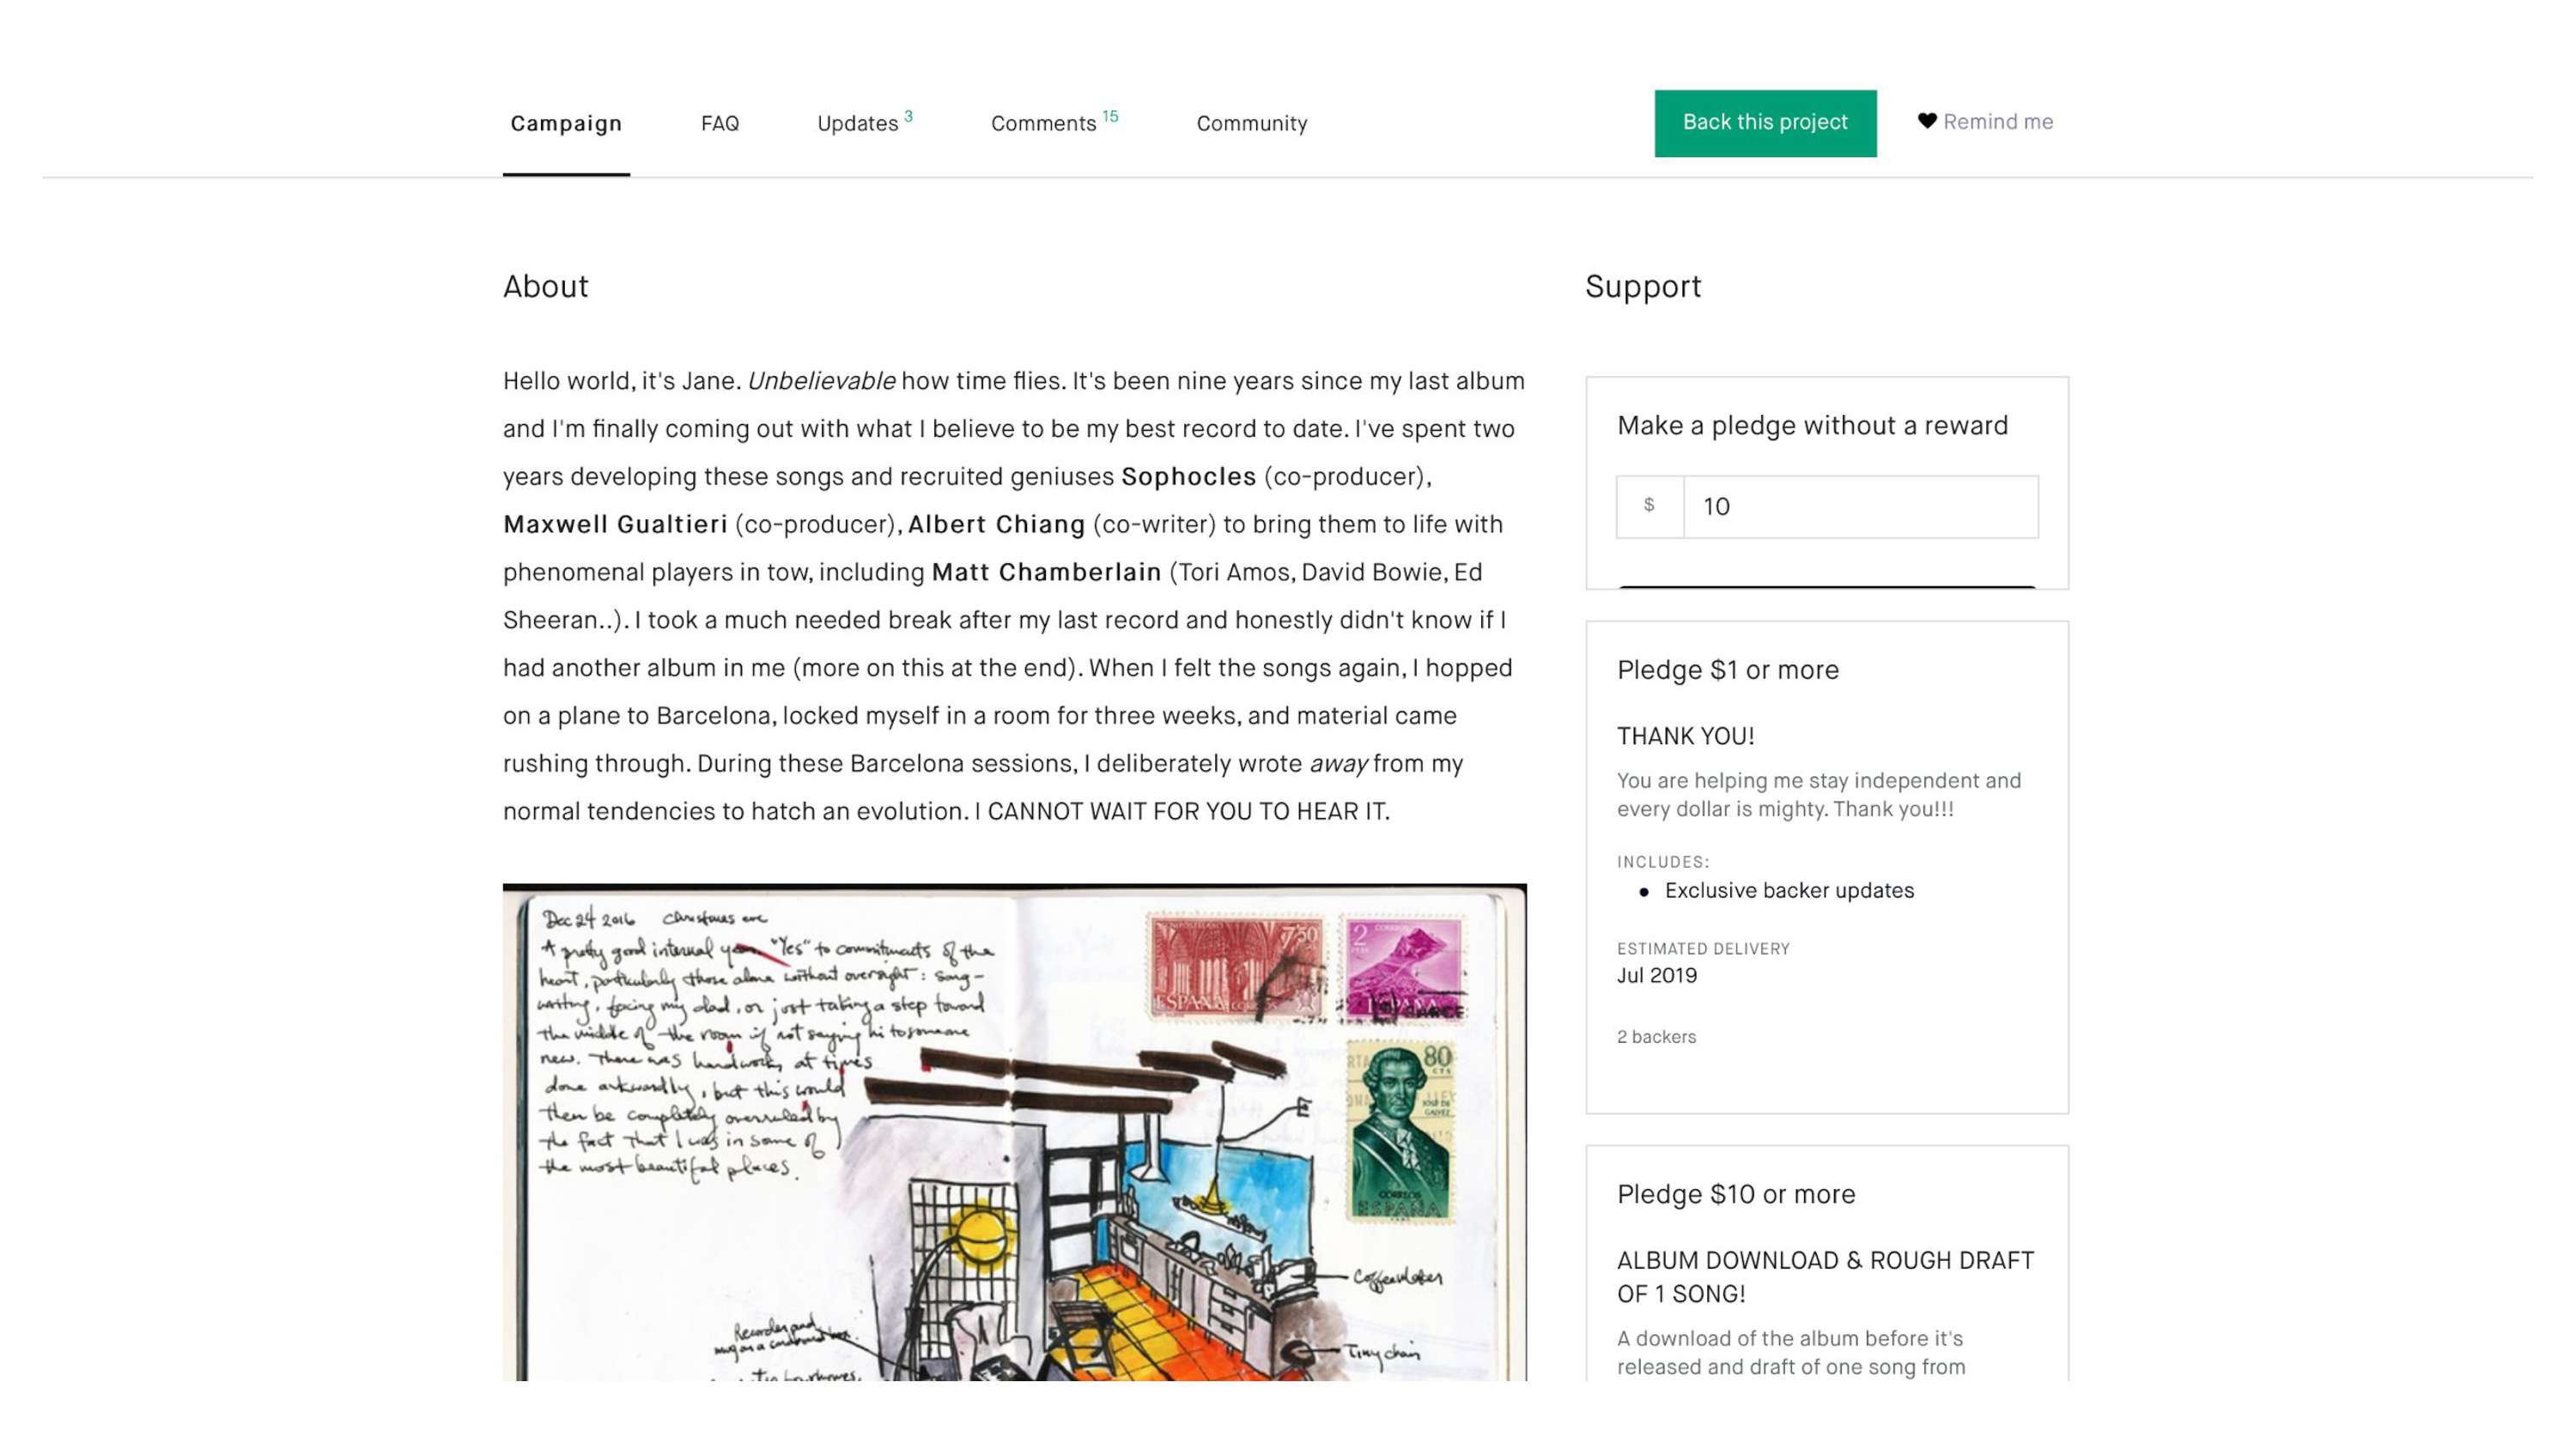 Campaign
FAQ
Updates 3
Comments 15
Community
Back this project
Remind me
About
Hello world, it's Jane. Unbelievable how time flies. It's been nine years since my last album
and I'm finally coming out with what I believe to be my best record to date. I've spent two
years developing these songs and recruited geniuses Sophocles (co-producer),
Maxwell Gualtieri (co-producer), Albert Chiang (co-writer) to bring them to life with
phenomenal players in tow, including Matt Chamberlain (Tori Amos, David Bowie, Ed
Sheeran..). I took a much needed break after my last record and honestly didn't know if I
had another album in me (more on this at the end). When I felt the songs again, I hopped
on a plane to Barcelona, locked myself in a room for three weeks, and material came
rushing through. During these Barcelona sessions, I deliberately wrote away from my
normal tendencies to hatch an evolution. I CANNOT WAIT FOR YOU TO HEAR IT.
Dec 24 2016 Christmas eve
A pretty good internal year. "Yes" to commitments of the
heart, particularly those alone without oversight: song-
writing, facing my dad, or just taking a step toward
the middle of the room if not saying hi to someone
new. There was hard work, at times
done awkwardly, but this would
then be completely overruled by
the fact that I was in some of
the most beautiful places.
7'50
ESPAÑA
2
PTAS
CORREOS
ESPAÑA
80
CTS
JOSÉ DE
GALVEZ
CORREOS
ESPAÑA
Coffeemaker
Tiny chair
Recorder and
mug on a cardboard box.
Support
Make a pledge without a reward
$ 10
Pledge $1 or more
THANK YOU!
You are helping me stay independent and
every dollar is mighty. Thank you!!!
INCLUDES:
Exclusive backer updates
ESTIMATED DELIVERY
Jul 2019
2 backers
Pledge $10 or more
ALBUM DOWNLOAD & ROUGH DRAFT
OF 1 SONG!
A download of the album before it's
released and draft of one song from